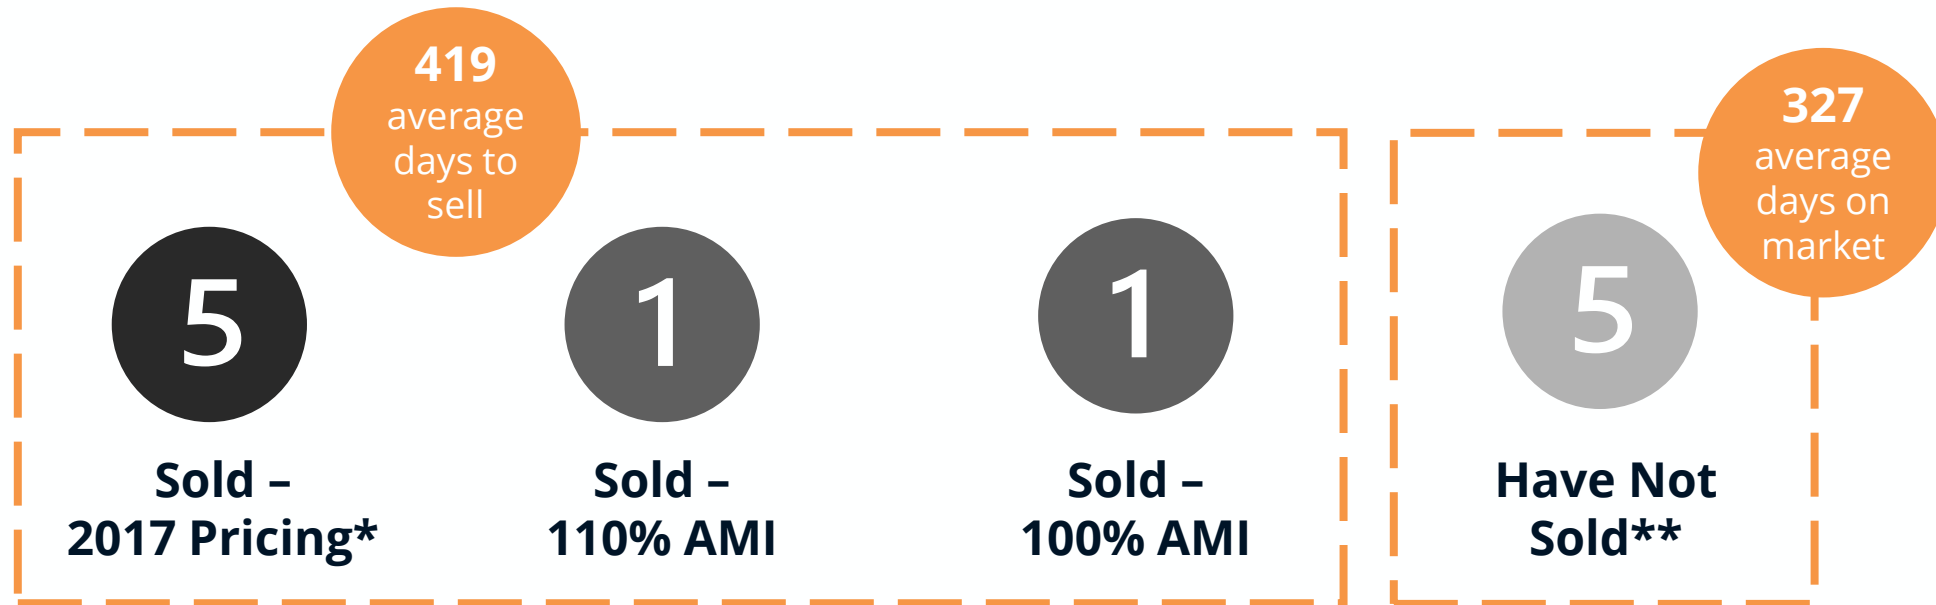 419
average
days to
sell
327
average
days on
market
5
1
1
5
Sold –
2017 Pricing*
Sold –
110% AMI
Sold –
100% AMI
Have Not
Sold**